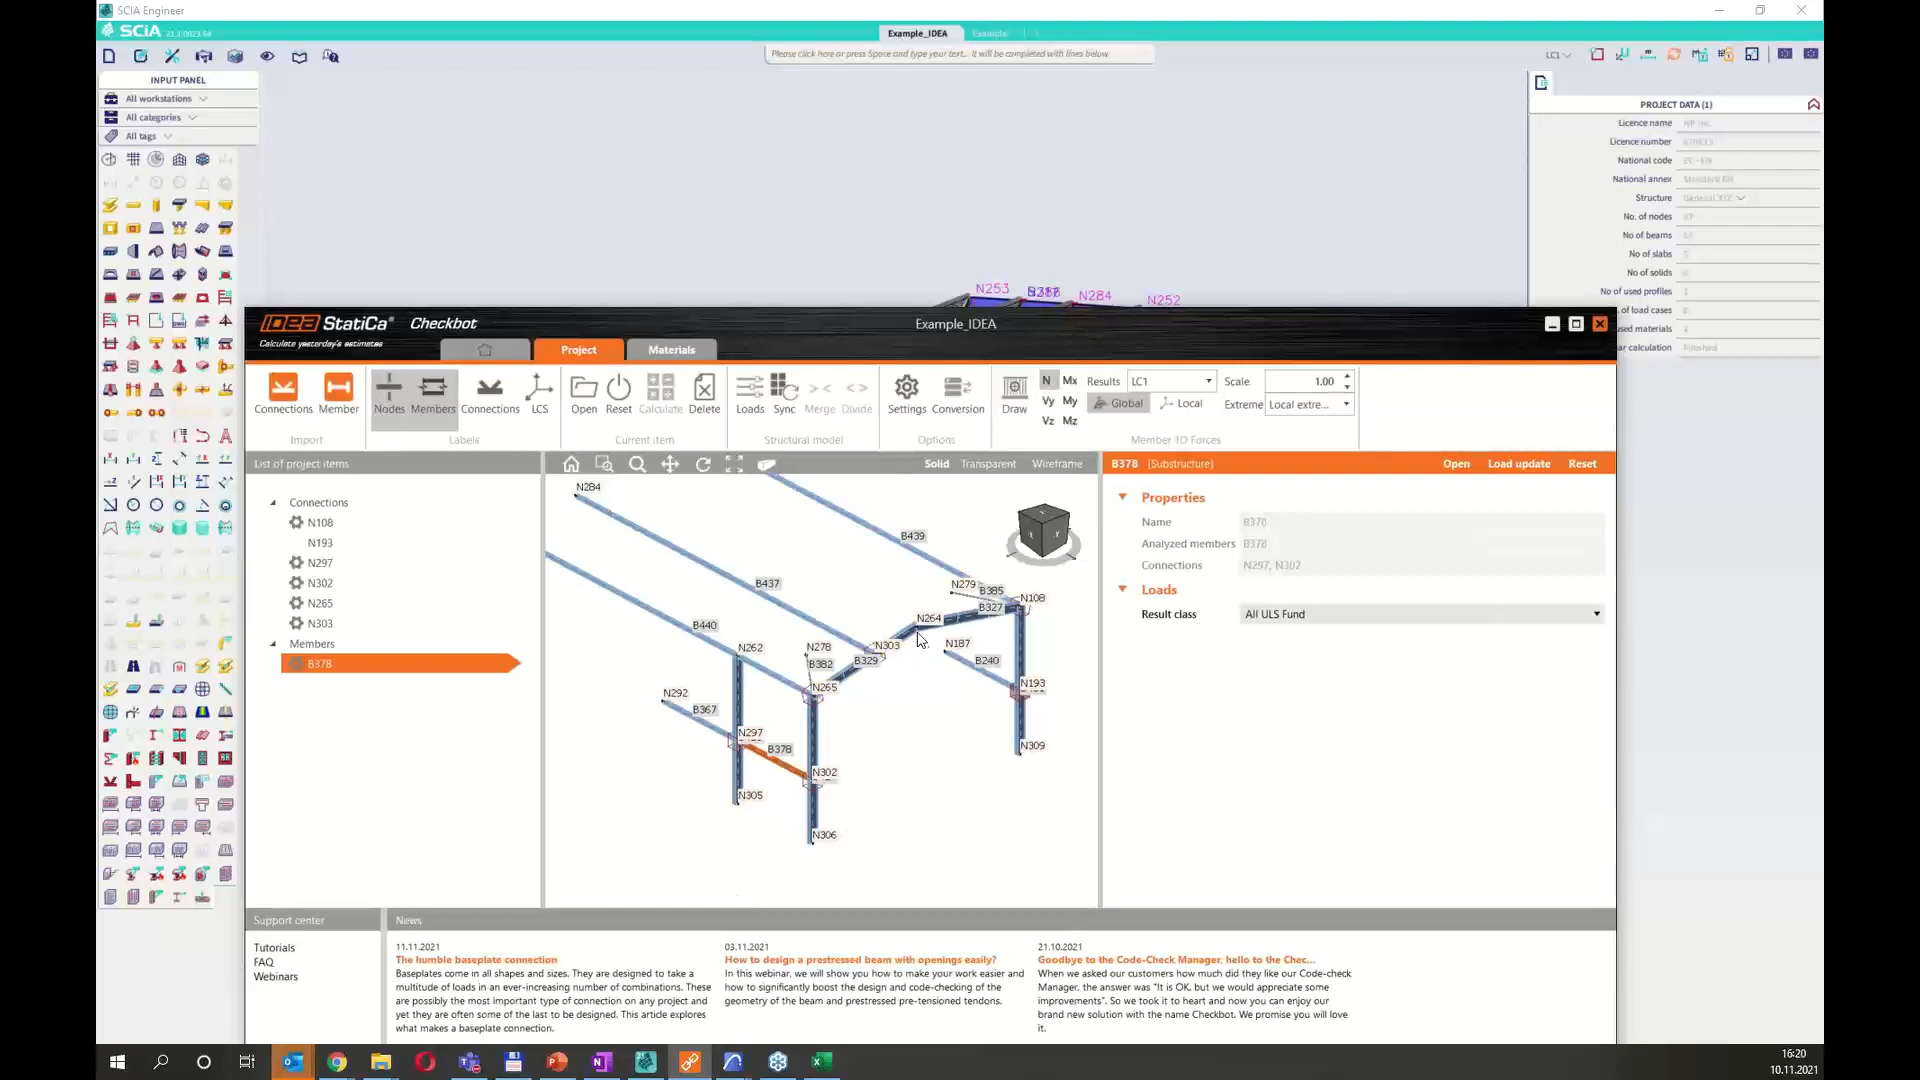 SCIA Engineer
SCIA
Example_IDEA
Example
Please click here or press Space and type your text... It will be completed with lines below.
LC1
INPUT PANEL
All workstations
All categories
All tags
PROJECT DATA (1)
Licence name
Licence number
National code EC - EN
National annex Standard EN
Structure General XYZ
No. of nodes
No of beams
No of slabs
No of solids
No of used profiles
of load cases
used materials
ar calculation Finished
N253
N284
N252
IDEA StatiCa® Checkbot
Calculate yesterday's estimates
Example_IDEA
Project
Materials
Connections
Member
Import
Nodes
Members
Connections
LCS
Labels
Open
Reset
Calculate
Delete
Current item
Loads
Sync
Merge
Divide
Structural model
Settings
Conversion
Options
Draw
N Mx
Vy My
Vz Mz
Results LC1
Global
Local
Scale 1.00
Extreme Local extre...
Member 1D Forces
List of project items
Connections
N108
N193
N297
N302
N265
N303
Members
B378
Solid
Transparent
Wireframe
N284
B439
B437
N279
B385
N108
B327
N264
B440
N262
N278
N303
N187
B382
B329
B240
N265
N193
N292
B367
N297
B378
N309
N302
N305
N306
B378 [Substructure]
Open
Load update
Reset
Properties
Name B378
Analyzed members B378
Connections N297, N302
Loads
Result class All ULS Fund
Support center
Tutorials
FAQ
Webinars
News
11.11.2021
The humble baseplate connection
Baseplates come in all shapes and sizes. They are designed to take a
multitude of loads in an ever-increasing number of combinations. These
are possibly the most important type of connection on any project and
yet they are often some of the last to be designed. This article explores
what makes a baseplate connection.
03.11.2021
How to design a prestressed beam with openings easily?
In this webinar, we will show you how to make your work easier and
how to significantly boost the design and code-checking of the
geometry of the beam and prestressed pre-tensioned tendons.
21.10.2021
Goodbye to the Code-Check Manager, hello to the Chec...
When we asked our customers how much did they like our Code-check
Manager, the answer was "It is OK, but we would appreciate some
improvements". So we took it to heart and now you can enjoy our
brand new solution with the name Checkbot. We promise you will love
it.
16:20
10.11.2021